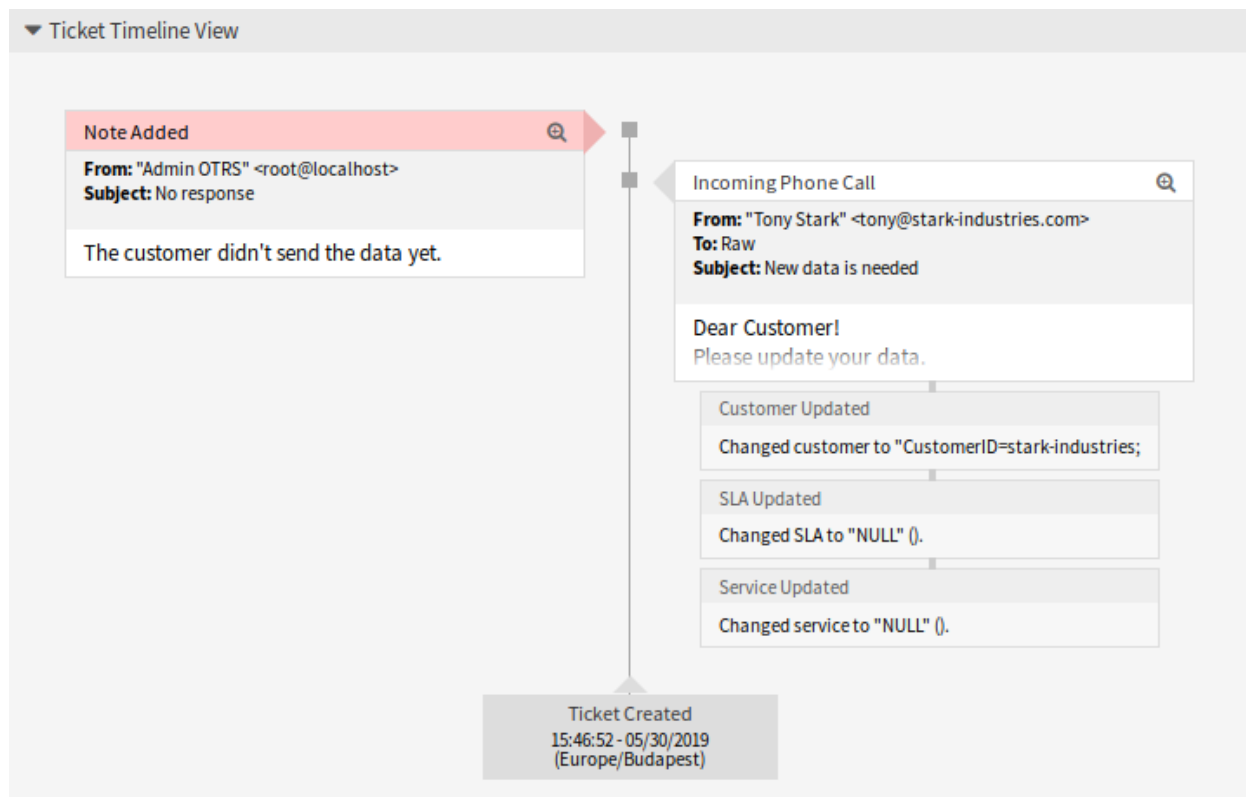 Ticket Timeline View
Note Added
From: "Admin OTRS" <root@localhost>
Subject: No response
The customer didn't send the data yet.
Incoming Phone Call
From: "Tony Stark" <tony@stark-industries.com>
To: Raw
Subject: New data is needed
Dear Customer!
Please update your data.
Customer Updated
Changed customer to "CustomerID=stark-industries;
SLA Updated
Changed SLA to "NULL" ().
Service Updated
Changed service to "NULL" ().
Ticket Created
15:46:52 - 05/30/2019
(Europe/Budapest)